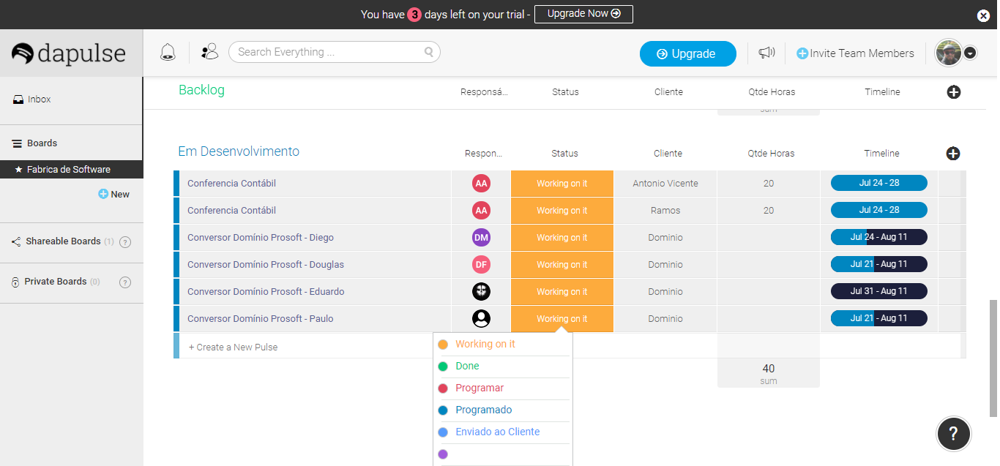 You have 3 days left on your trial - Upgrade Now
dapulse
Search Everything ...
Upgrade
Invite Team Members
Inbox
Boards
Fabrica de Software
New
Shareable Boards (1) ?
Private Boards (0) ?
Backlog Responsá... Status Cliente Qtde Horas Timeline
sum
Em Desenvolvimento Respon... Status Cliente Qtde Horas Timeline
Conferencia Contábil AA Working on it Antonio Vicente 20 Jul 24 - 28
Conferencia Contábil AA Working on it Ramos 20 Jul 24 - 28
Conversor Domínio Prosoft - Diego DM Working on it Dominio Jul 24 - Aug 11
Conversor Domínio Prosoft - Douglas DF Working on it Dominio Jul 21 - Aug 11
Conversor Domínio Prosoft - Eduardo Working on it Dominio Jul 31 - Aug 11
Conversor Domínio Prosoft - Paulo Working on it Dominio Jul 21 - Aug 11
+ Create a New Pulse
Working on it
Done
Programar
Programado
Enviado ao Cliente
40
sum
?